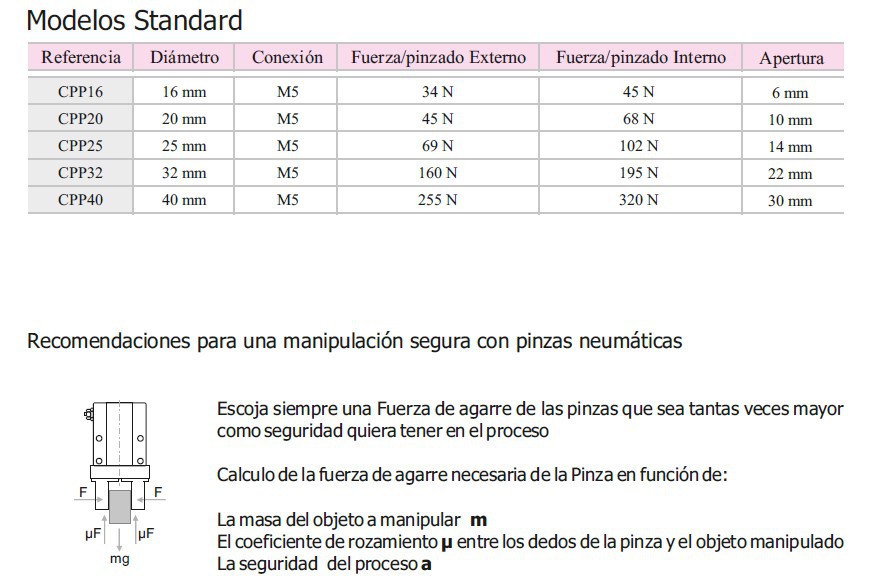 Modelos Standard
Referencia Diámetro Conexión Fuerza/pinzado Externo Fuerza/pinzado Interno Apertura
CPP16 16 mm M5 34 N 45 N 6 mm
CPP20 20 mm M5 45 N 68 N 10 mm
CPP25 25 mm M5 69 N 102 N 14 mm
CPP32 32 mm M5 160 N 195 N 22 mm
CPP40 40 mm M5 255 N 320 N 30 mm
Recomendaciones para una manipulación segura con pinzas neumáticas
Escoja siempre una Fuerza de agarre de las pinzas que sea tantas veces mayor
como seguridad quiera tener en el proceso
Calculo de la fuerza de agarre necesaria de la Pinza en función de:
La masa del objeto a manipular m
El coeficiente de rozamiento µ entre los dedos de la pinza y el objeto manipulado
La seguridad del proceso a
F F
µF µF
mg